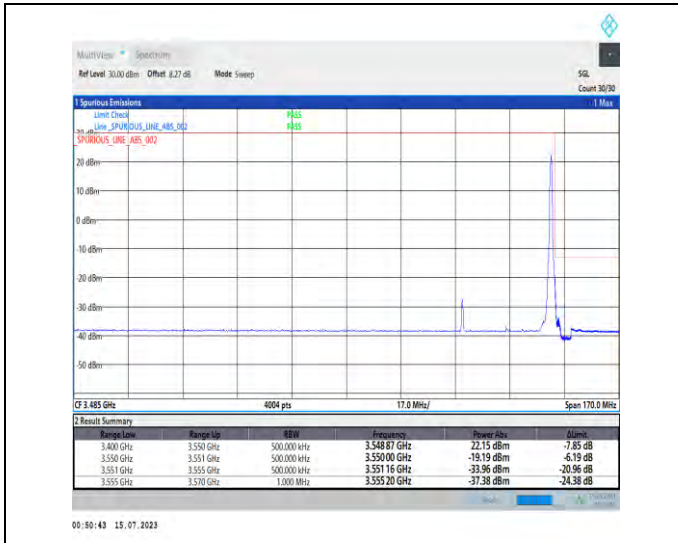 MultiView Spectrum
Ref Level 30.00 dBm Offset 8.27 dB Mode Sweep SGL
Count 30/30
1 Spurious Emissions 1 Max
Limit Check PASS
Line _SPURIOUS_LINE_ABS_002 PASS
30 dBm
_SPURIOUS_LINE_ABS_002
20 dBm
10 dBm
0 dBm
-10 dBm
-20 dBm
-30 dBm
-40 dBm
-50 dBm
CF 3.485 GHz 4004 pts 17.0 MHz/ Span 170.0 MHz
2 Result Summary
Range Low Range Up RBW Frequency Power Abs ΔLimit
3.400 GHz 3.550 GHz 500.000 kHz 3.548 87 GHz 22.15 dBm -7.85 dB
3.550 GHz 3.551 GHz 500.000 kHz 3.550 00 GHz -19.19 dBm -6.19 dB
3.551 GHz 3.555 GHz 500.000 kHz 3.551 16 GHz -33.96 dBm -20.96 dB
3.555 GHz 3.570 GHz 1.000 MHz 3.555 20 GHz -37.38 dBm -24.38 dB
00:50:43 15.07.2023